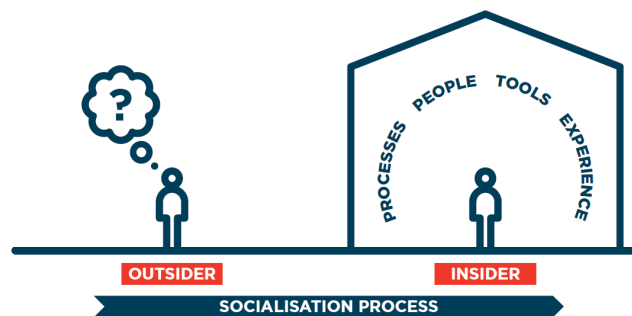 ?
PROCESSES PEOPLE TOOLS EXPERIENCE
OUTSIDER
INSIDER
SOCIALISATION PROCESS